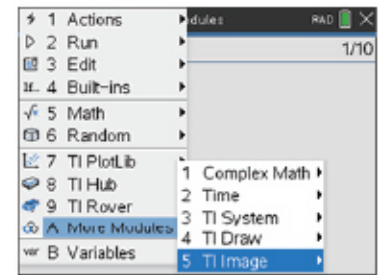 1 Actions
dules RAD
2 Run
1/10
3 Edit
If... 4 Built-ins
√ 5 Math
6 Random
7 TI PlotLib
8 TI Hub
9 TI Rover
A More Modules
var B Variables
1 Complex Math
2 Time
3 TI System
4 TI Draw
5 TI Image